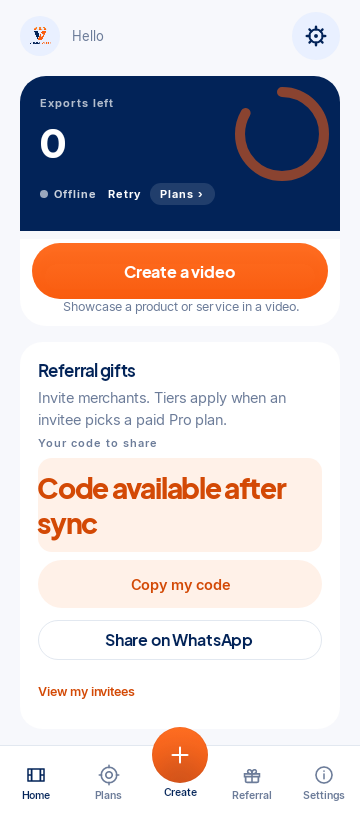 Hello
Exports left
0
Offline Retry Plans ›
Create a video
Showcase a product or service in a video.
Referral gifts
Invite merchants. Tiers apply when an
invitee picks a paid Pro plan.
Your code to share
Code available after
sync
Copy my code
Share on WhatsApp
View my invitees
Home Plans Create Referral Settings